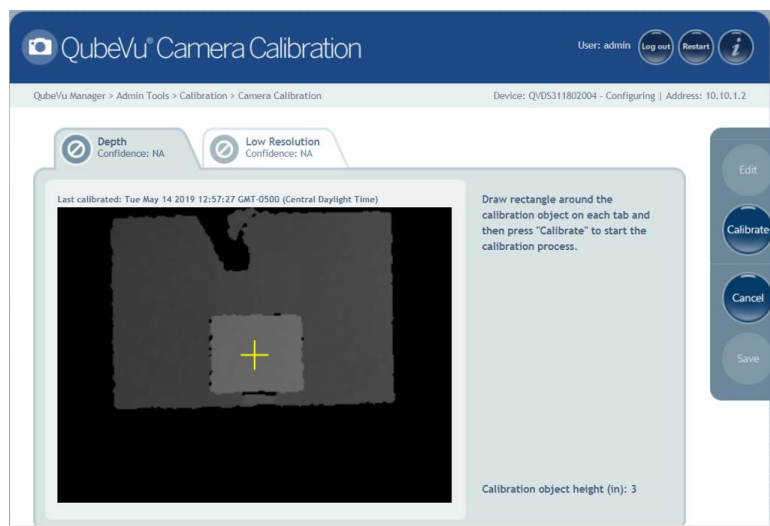 QubeVu® Camera Calibration
User: admin
Log out
Restart
i
QubeVu Manager > Admin Tools > Calibration > Camera Calibration
Device: QVDS311802004 - Configuring | Address: 10.10.1.2
Depth
Confidence: NA
Low Resolution
Confidence: NA
Edit
Last calibrated: Tue May 14 2019 12:57:27 GMT-0500 (Central Daylight Time)
Draw rectangle around the
calibration object on each tab and
then press "Calibrate" to start the
calibration process.
Calibrate
Cancel
Save
Calibration object height (in): 3